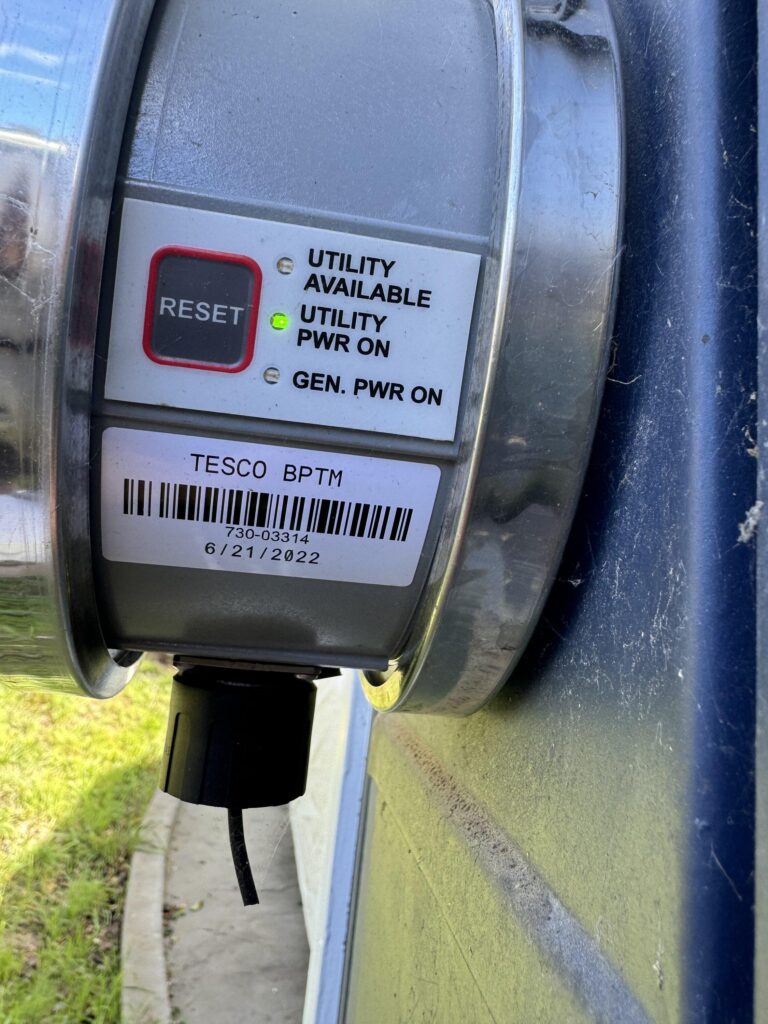 RESET
UTILITY
AVAILABLE
UTILITY
PWR ON
GEN. PWR ON
TESCO BPTM
730-03314
6/21/2022